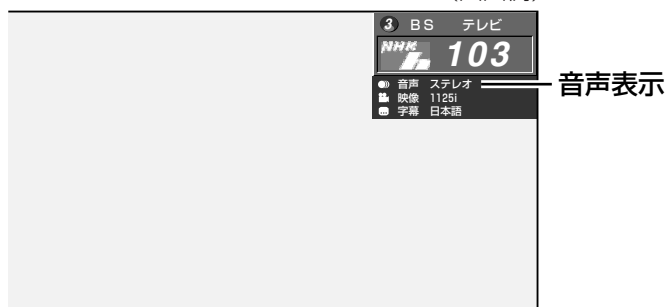 3 BS テレビ
NHK h 103
音声 ステレオ
映像 1125i
字幕 日本語
音声表示